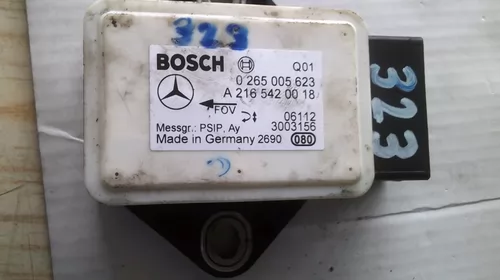 323
BOSCH Q01
0 265 005 623
A 216 542 00 18
FOV
06112
Messgr.: PSIP, Ay 3003156
Made in Germany 2690 080
323